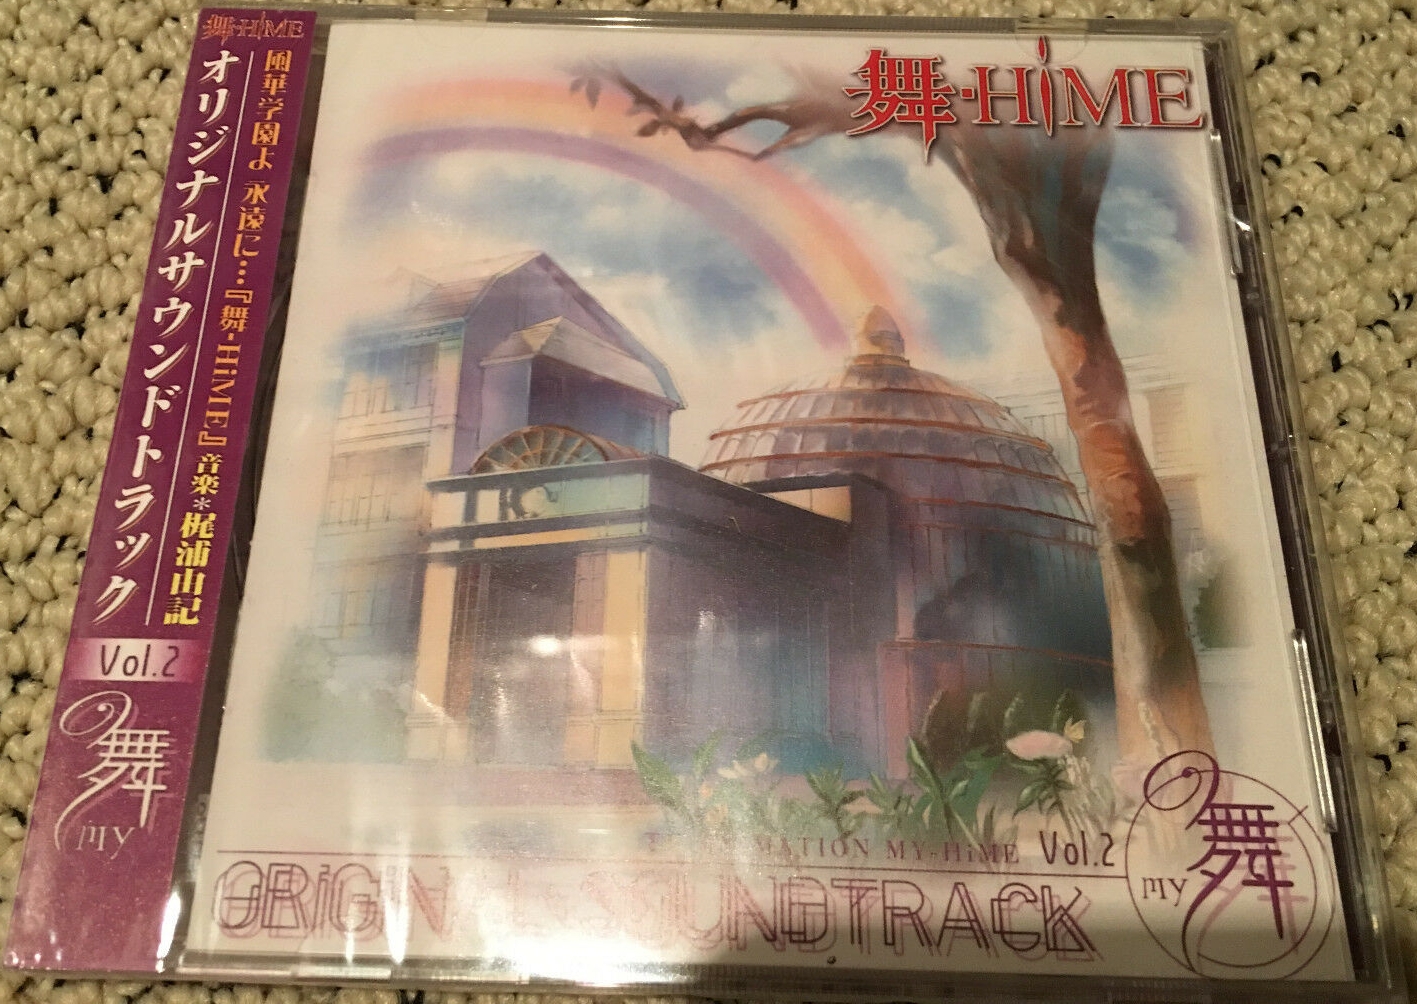 舞-HiME
風華学園よ 永遠に…『舞-HiME』音楽*梶浦由記
オリジナルサウンドトラック
Vol.2
舞
my
舞-HiME
MATION MY-HiME Vol.2
ORiGiNAL SOUNDTRACK
my
舞